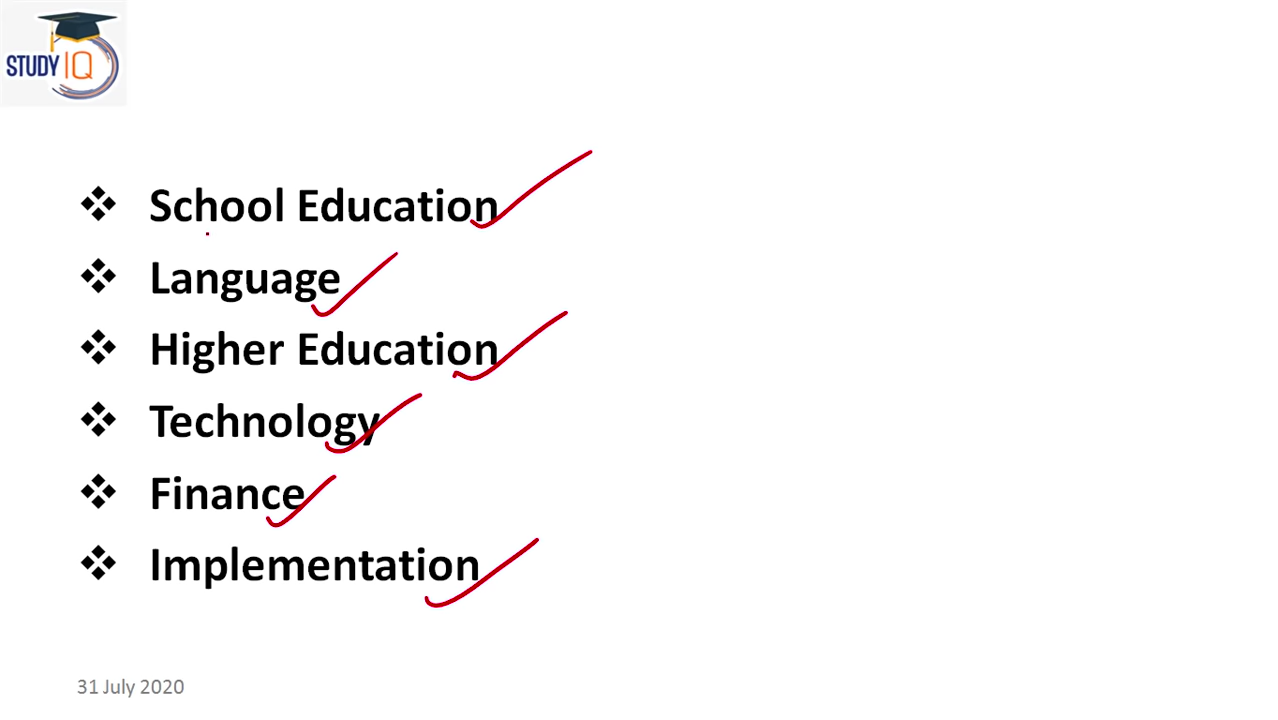 STUDY IQ
❖ School Education
❖ Language
❖ Higher Education
❖ Technology
❖ Finance
❖ Implementation
31 July 2020